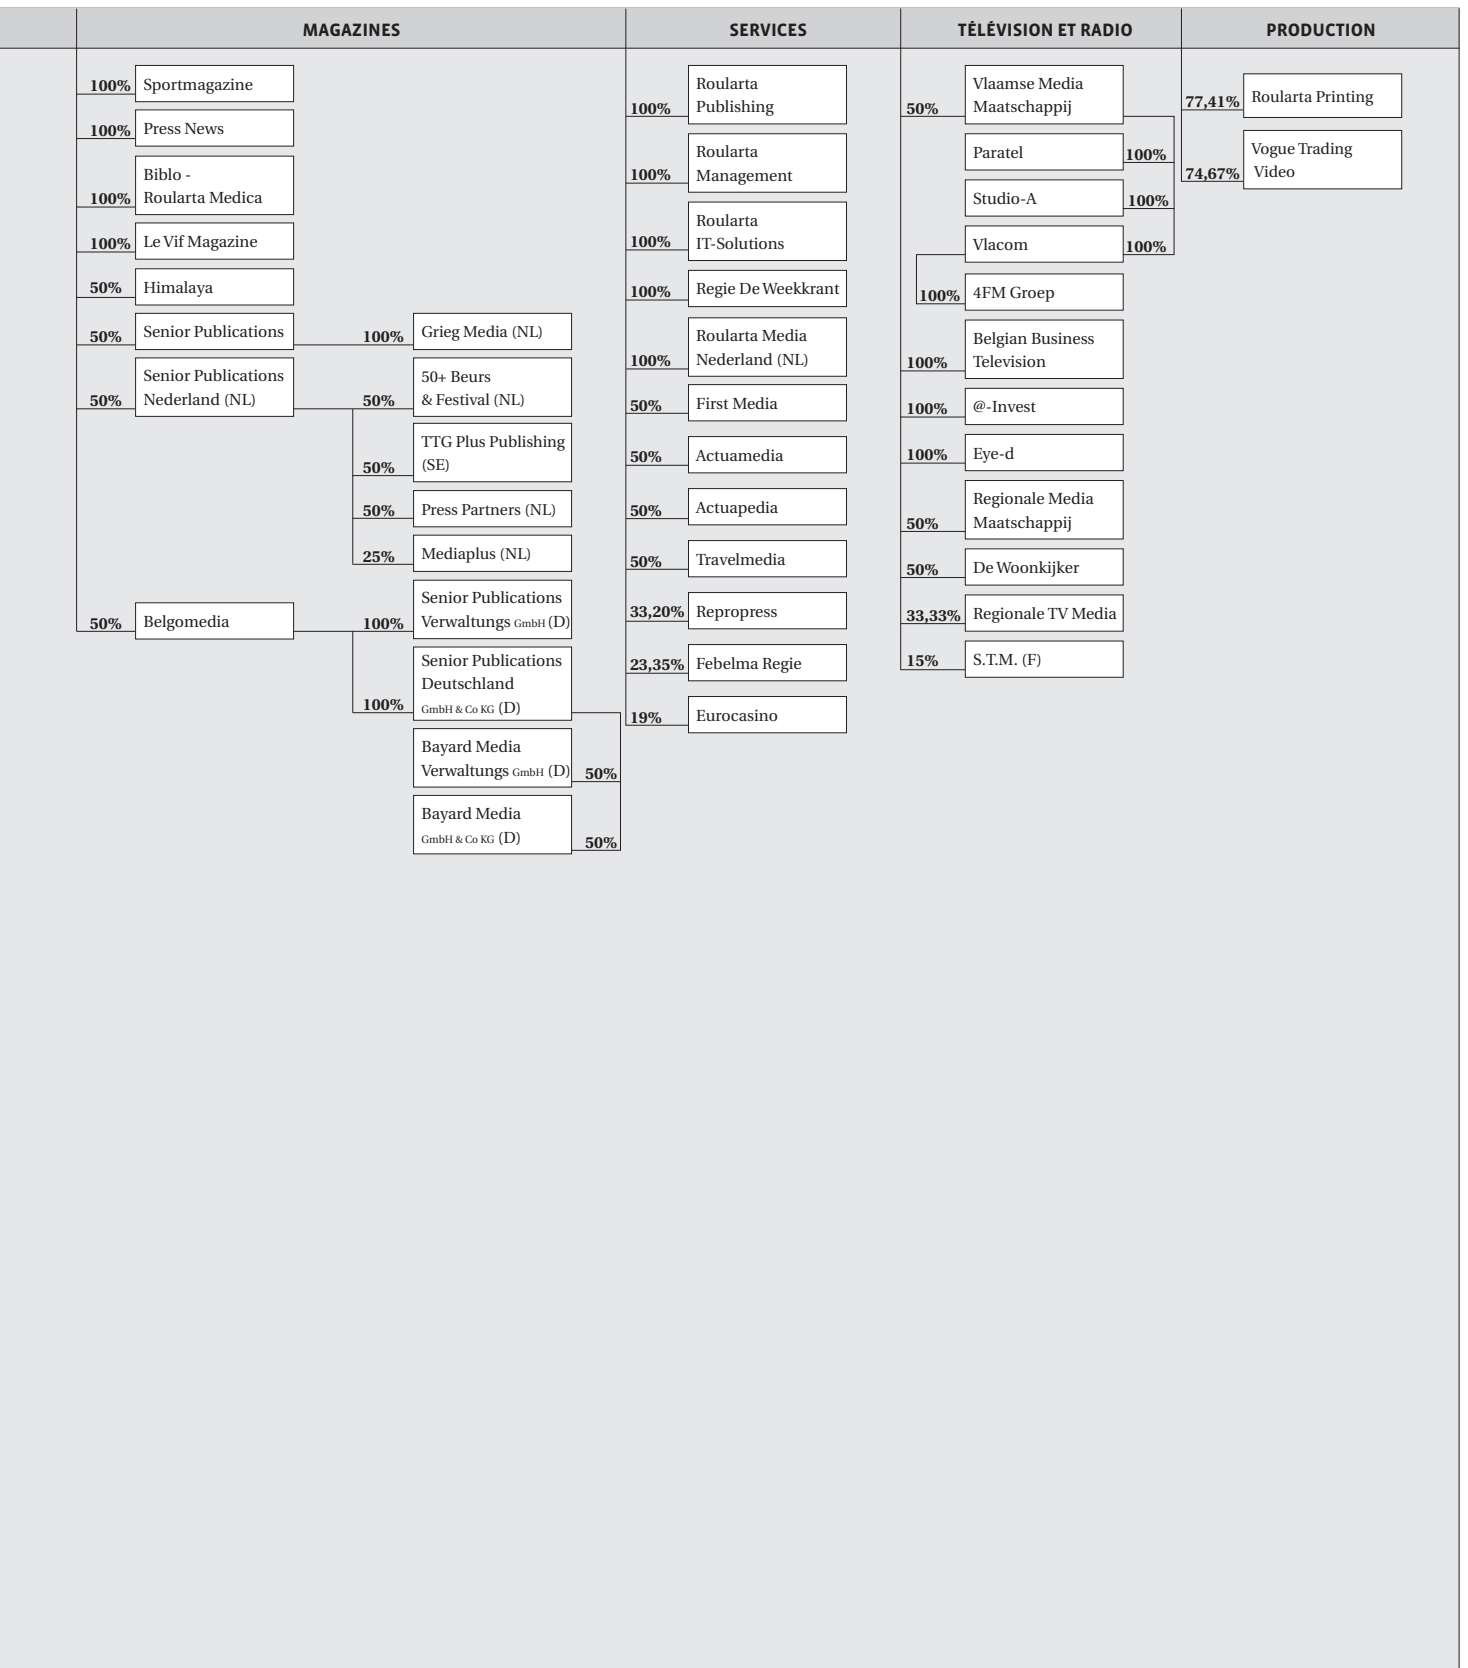 MAGAZINES
SERVICES
TÉLÉVISION ET RADIO
PRODUCTION
100% Sportmagazine
100% Press News
Biblo -
100% Roularta Medica
100% Le Vif Magazine
50% Himalaya
50% Senior Publications
100% Grieg Media (NL)
Senior Publications
50% Nederland (NL)
50+ Beurs
50% & Festival (NL)
TTG Plus Publishing
50% (SE)
50% Press Partners (NL)
25% Mediaplus (NL)
50% Belgomedia
Senior Publications
100% Verwaltungs GmbH (D)
Senior Publications
Deutschland
100% GmbH & Co KG (D)
Bayard Media
Verwaltungs GmbH (D) 50%
Bayard Media
GmbH & Co KG (D) 50%
Roularta
100% Publishing
Roularta
100% Management
Roularta
100% IT-Solutions
100% Regie De Weekkrant
Roularta Media
100% Nederland (NL)
50% First Media
50% Actuamedia
50% Actuapedia
50% Travelmedia
33,20% Repropress
23,35% Febelma Regie
19% Eurocasino
Vlaamse Media
50% Maatschappij
Paratel 100%
Studio-A 100%
Vlacom 100%
100% 4FM Groep
Belgian Business
100% Television
100% @-Invest
100% Eye-d
Regionale Media
50% Maatschappij
50% De Woonkijker
33,33% Regionale TV Media
15% S.T.M. (F)
77,41% Roularta Printing
Vogue Trading
74,67% Video